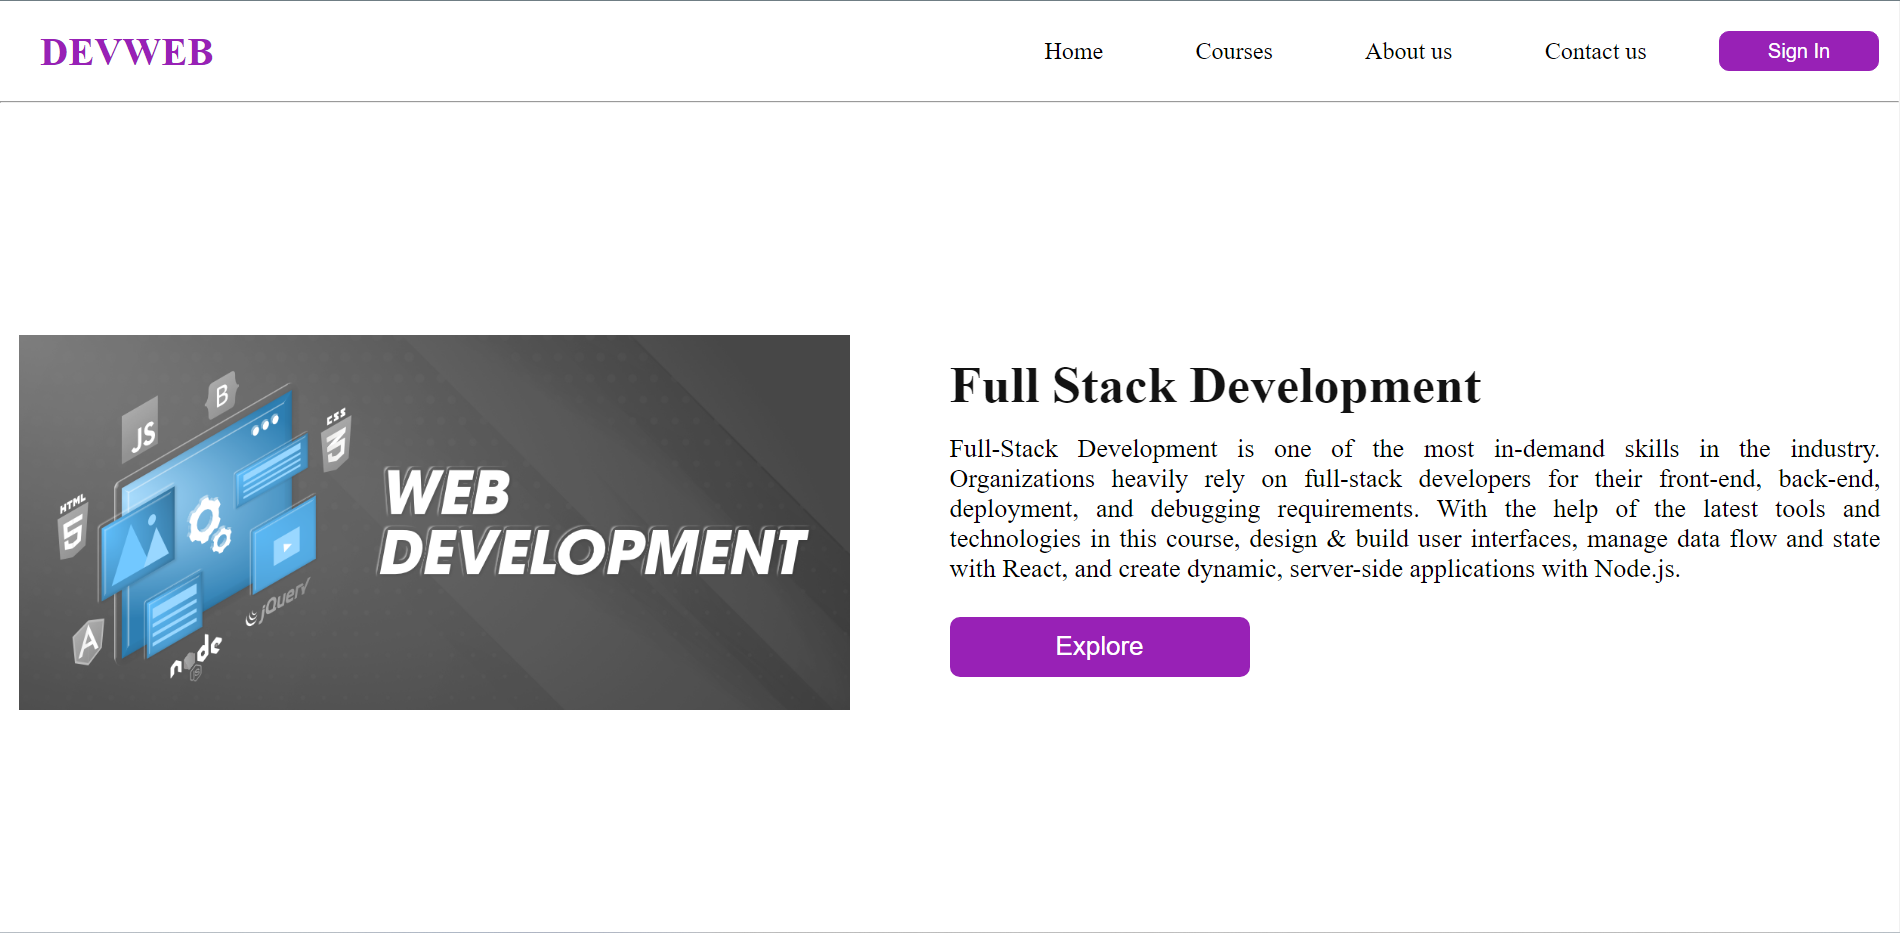 DEVWEB
Home
Courses
About us
Contact us
Sign In
B
JS
CSS
3
HTML
5
WEB
DEVELOPMENT
jQuery
A
node
Full Stack Development
Full-Stack Development is one of the most in-demand skills in the industry.
Organizations heavily rely on full-stack developers for their front-end, back-end,
deployment, and debugging requirements. With the help of the latest tools and
technologies in this course, design & build user interfaces, manage data flow and state
with React, and create dynamic, server-side applications with Node.js.
Explore